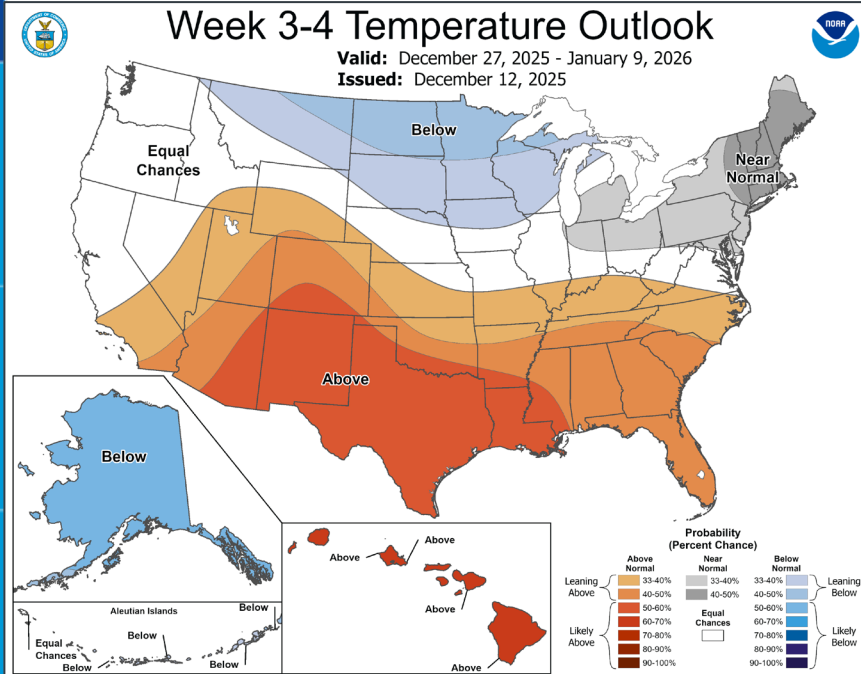 Week 3-4 Temperature Outlook
NOAA
Valid: December 27, 2025 - January 9, 2026
Issued: December 12, 2025
Below
Equal
Chances
Near
Normal
Above
Below
Above
Above
Above
Above
Aleutian Islands
Below
Equal
Chances
Below
Below
Below
Probability
(Percent Chance)
Above
Normal
Near
Normal
Below
Normal
Leaning
Above
33-40%
40-50%
33-40%
40-50%
33-40%
40-50%
Leaning
Below
Likely
Above
50-60%
60-70%
70-80%
80-90%
90-100%
Equal
Chances
50-60%
60-70%
70-80%
80-90%
90-100%
Likely
Below